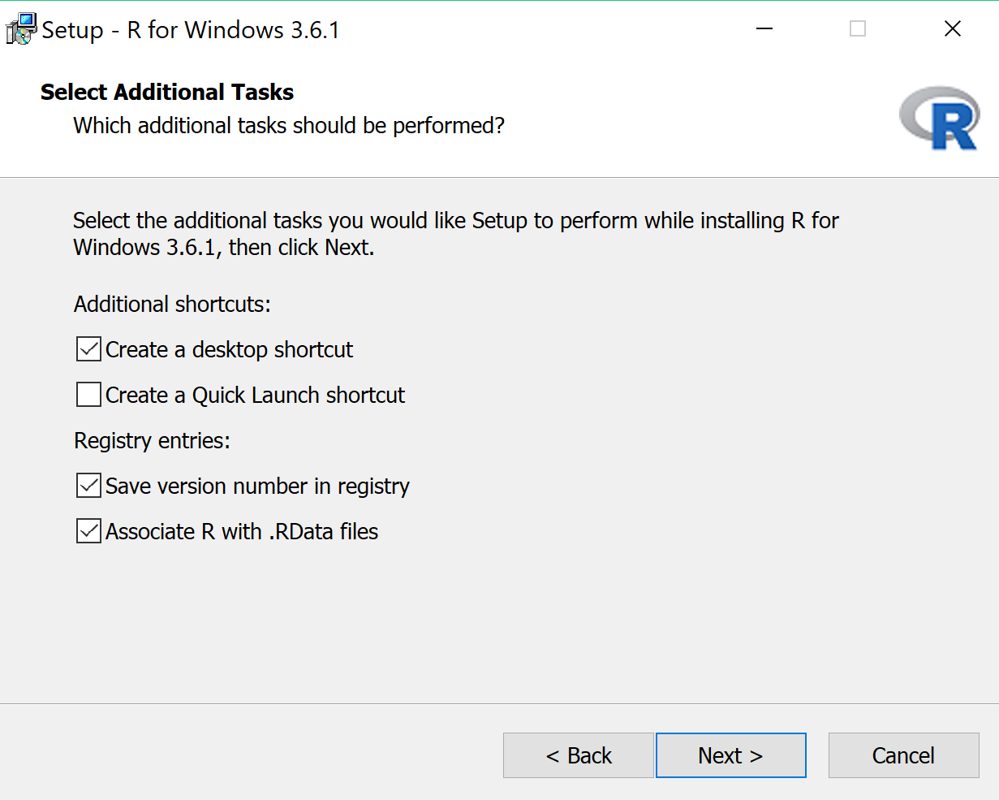 Setup - R for Windows 3.6.1
Select Additional Tasks
Which additional tasks should be performed?
R
Select the additional tasks you would like Setup to perform while installing R for
Windows 3.6.1, then click Next.
Additional shortcuts:
Create a desktop shortcut
Create a Quick Launch shortcut
Registry entries:
Save version number in registry
Associate R with .RData files
< Back
Next >
Cancel